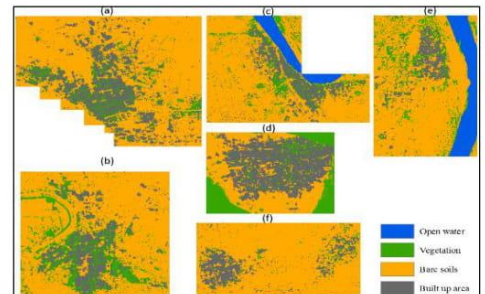 (a)
(c)
(e)
(d)
(b)
(f)
Open water
Vegetation
Bare soils
Built up area